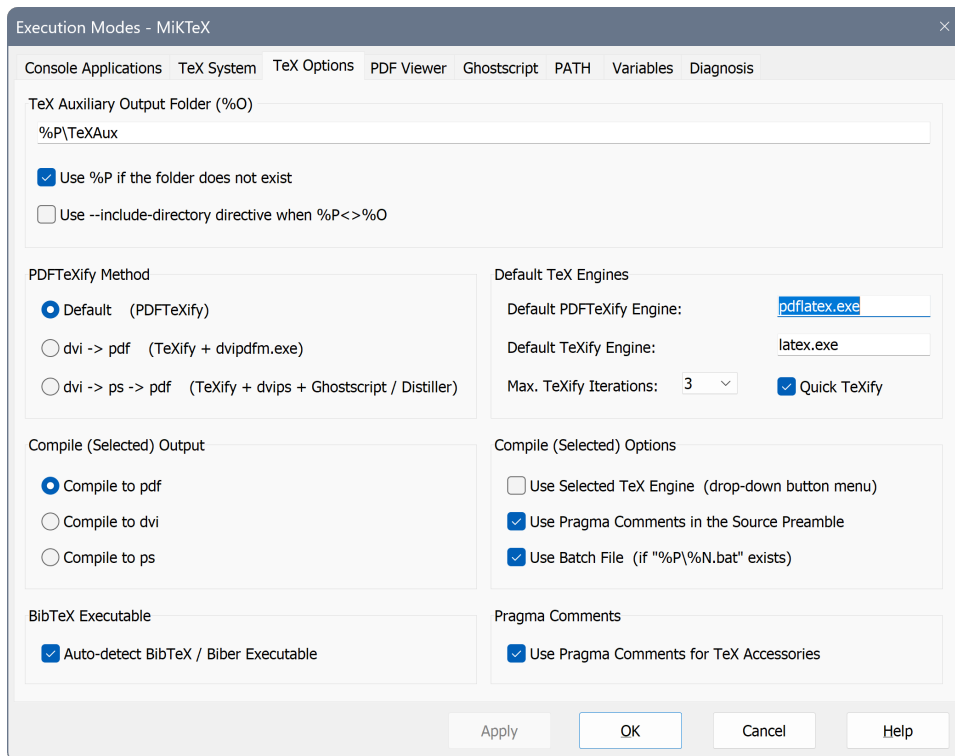 Execution Modes - MiKTeX
Console Applications TeX System TeX Options PDF Viewer Ghostscript PATH Variables Diagnosis
TeX Auxiliary Output Folder (%O)
%P\TeXAux
Use %P if the folder does not exist
Use --include-directory directive when %P<>%O
PDFTeXify Method
Default (PDFTeXify)
dvi -> pdf (TeXify + dvipdfm.exe)
dvi -> ps -> pdf (TeXify + dvips + Ghostscript / Distiller)
Default TeX Engines
Default PDFTeXify Engine: pdflatex.exe
Default TeXify Engine: latex.exe
Max. TeXify Iterations: 3 Quick TeXify
Compile (Selected) Output
Compile to pdf
Compile to dvi
Compile to ps
Compile (Selected) Options
Use Selected TeX Engine (drop-down button menu)
Use Pragma Comments in the Source Preamble
Use Batch File (if "%P\%N.bat" exists)
BibTeX Executable
Auto-detect BibTeX / Biber Executable
Pragma Comments
Use Pragma Comments for TeX Accessories
Apply OK Cancel Help